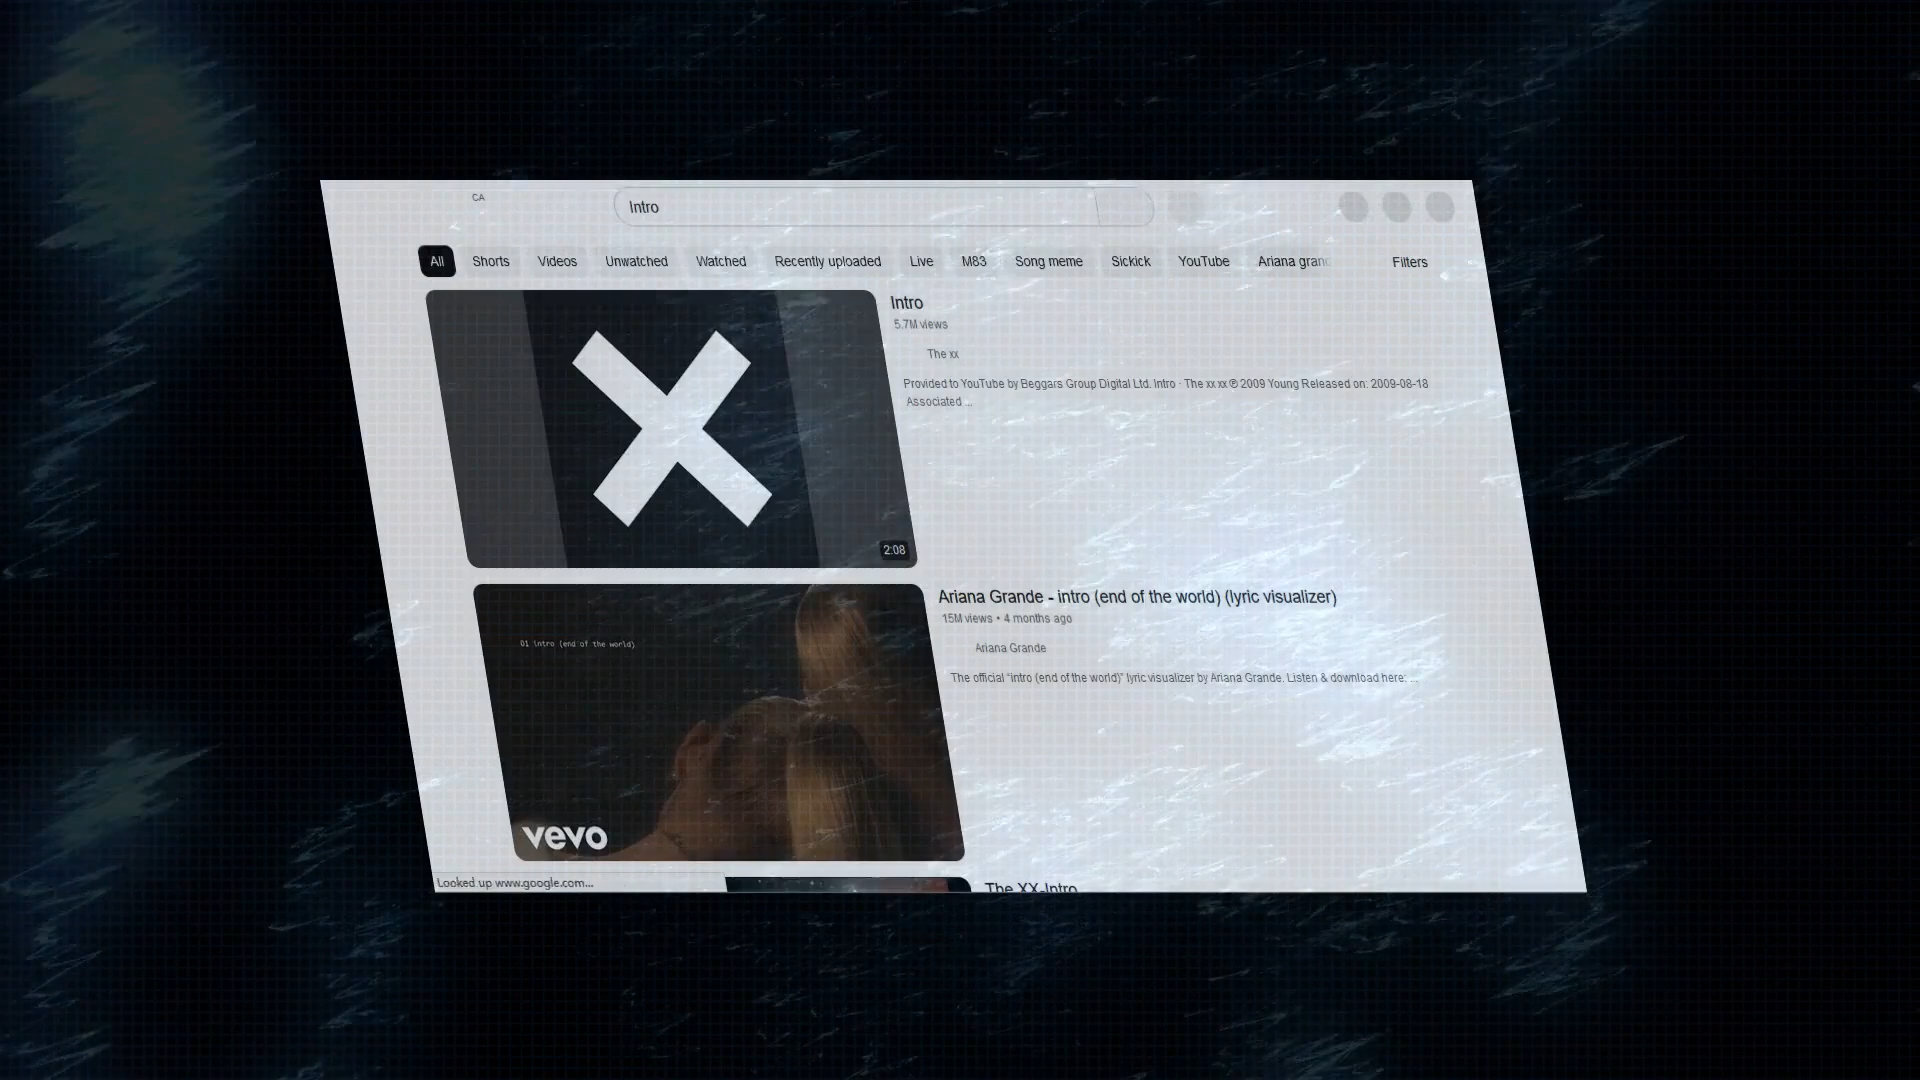 CA
Intro
All Shorts Videos Unwatched Watched Recently uploaded Live M83 Song meme Sickick YouTube Ariana grand Filters
Intro
5.7M views
The xx
Provided to YouTube by Beggars Group Digital Ltd. Intro · The xx xx ℗ 2009 Young Released on: 2009-08-18
Associated ...
2:08
Ariana Grande - intro (end of the world) (lyric visualizer)
15M views • 4 months ago
01 intro (end of the world)
Ariana Grande
The official “intro (end of the world)” lyric visualizer by Ariana Grande. Listen & download here: ...
vevo
Looked up www.google.com...
The XX-Intro